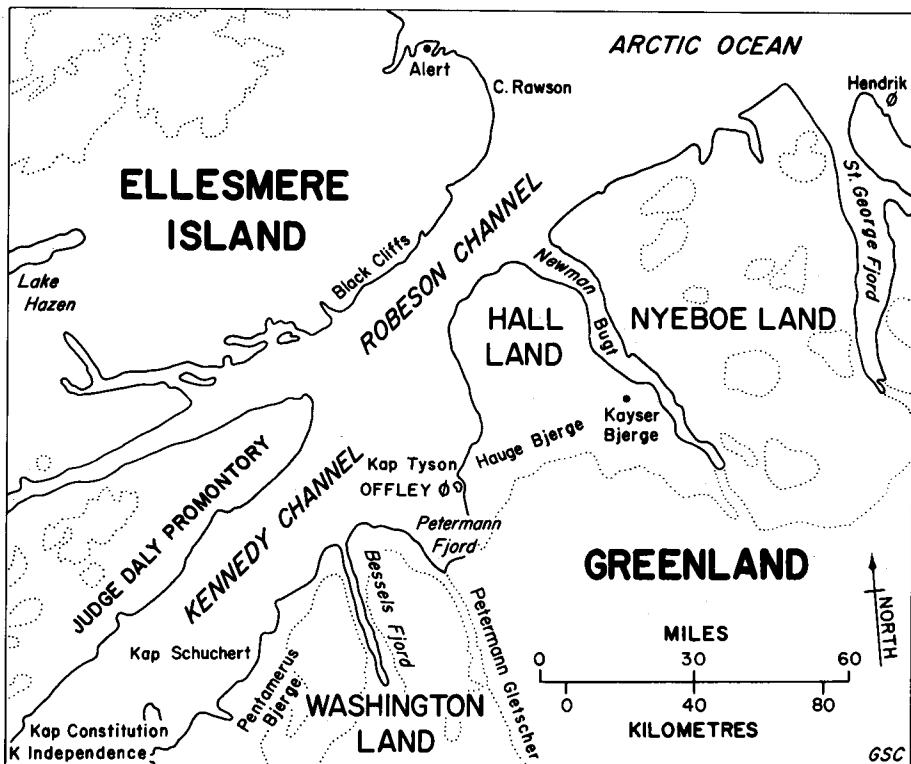 ARCTIC OCEAN
Alert
C. Rawson
Hendrik
Ø
ELLESMERE
ISLAND
St. George Fjord
Black Cliffs
ROBESON CHANNEL
Lake
Hazen
Newman
Bugt
HALL
LAND
NYEBOE LAND
Kayser
Bjerge
Hauge Bjerge
Kap Tyson
OFFLEY Ø
JUDGE DALY PROMONTORY
KENNEDY CHANNEL
Petermann
Fjord
Bessels Fjord
GREENLAND
Petermann Gletscher
NORTH
MILES
0 30 60
0 40 80
KILOMETRES
Kap Schuchert
Pentamerus
Bjerge
WASHINGTON
LAND
Kap Constitution
K Independence
GSC